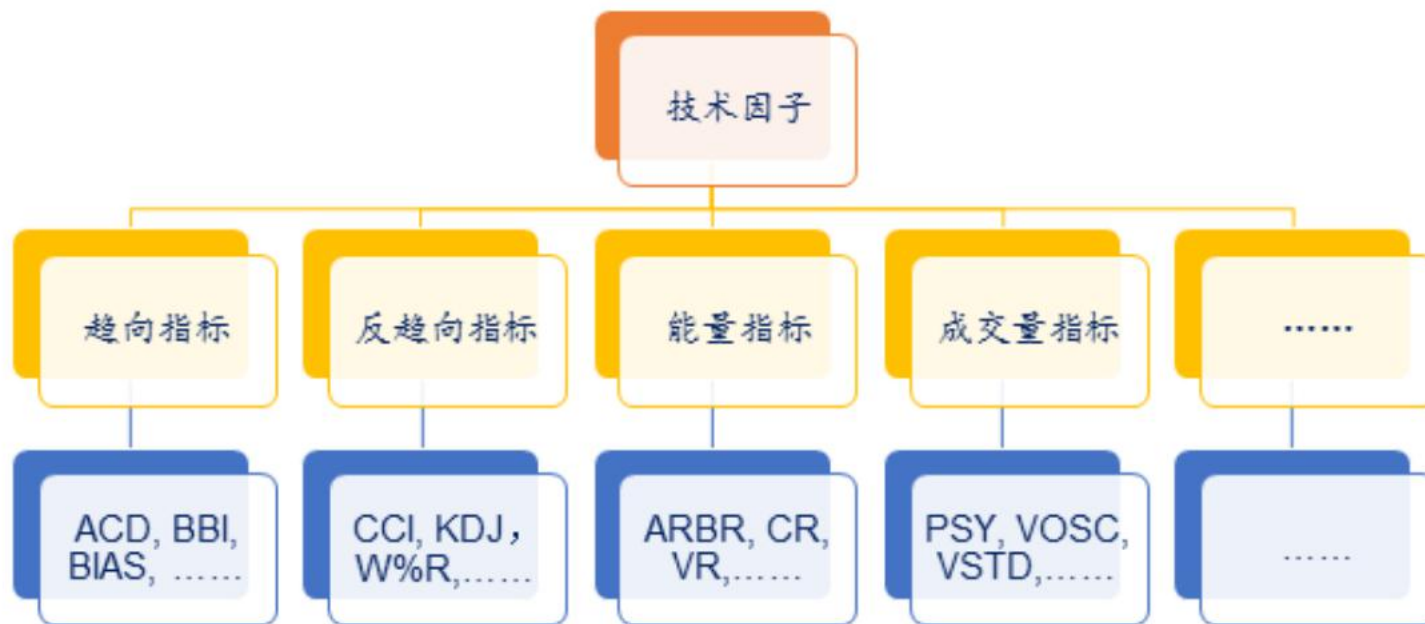 技术因子
趋向指标
反趋向指标
能量指标
成交量指标
……
ACD, BBI,
BIAS, ……
CCI, KDJ，
W%R,……
ARBR, CR,
VR,……
PSY, VOSC,
VSTD,……
……